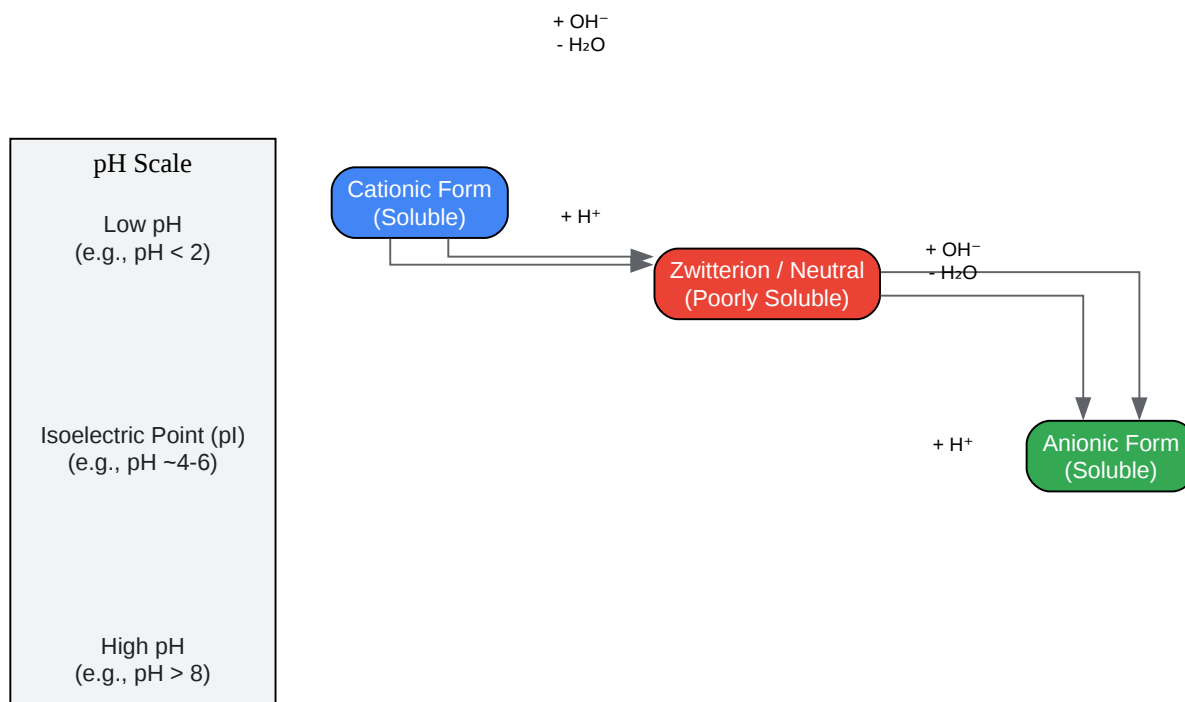 + OH⁻
- H₂O
pH Scale
Low pH
(e.g., pH < 2)
Isoelectric Point (pI)
(e.g., pH ~4-6)
High pH
(e.g., pH > 8)
Cationic Form
(Soluble)
+ H⁺
Zwitterion / Neutral
(Poorly Soluble)
+ OH⁻
- H₂O
+ H⁺
Anionic Form
(Soluble)